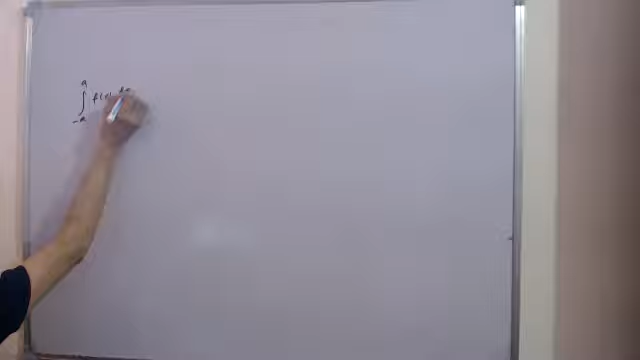 ∫_{-a}^{a} f(x) dx